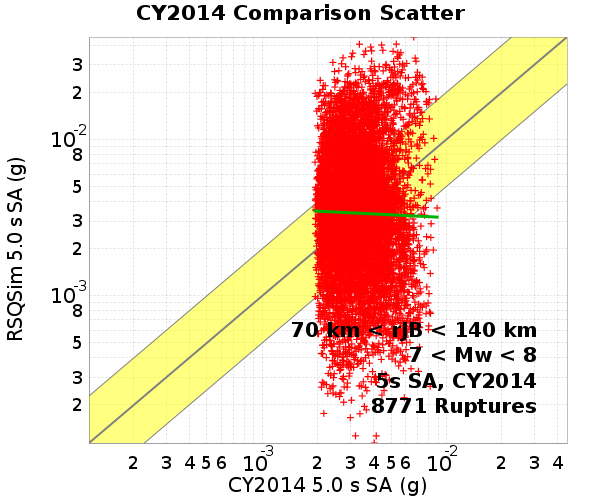 CY2014 Comparison Scatter
RSQSim 5.0 s SA (g)
3
2
10-2
8
5
3
2
10-3
8
5
3
2
70 km < rJB < 140 km
7 < Mw < 8
5s SA, CY2014
8771 Ruptures
2 3 4 5 6 10-3 2 3 4 5 6 10-2 2 3 4
CY2014 5.0 s SA (g)